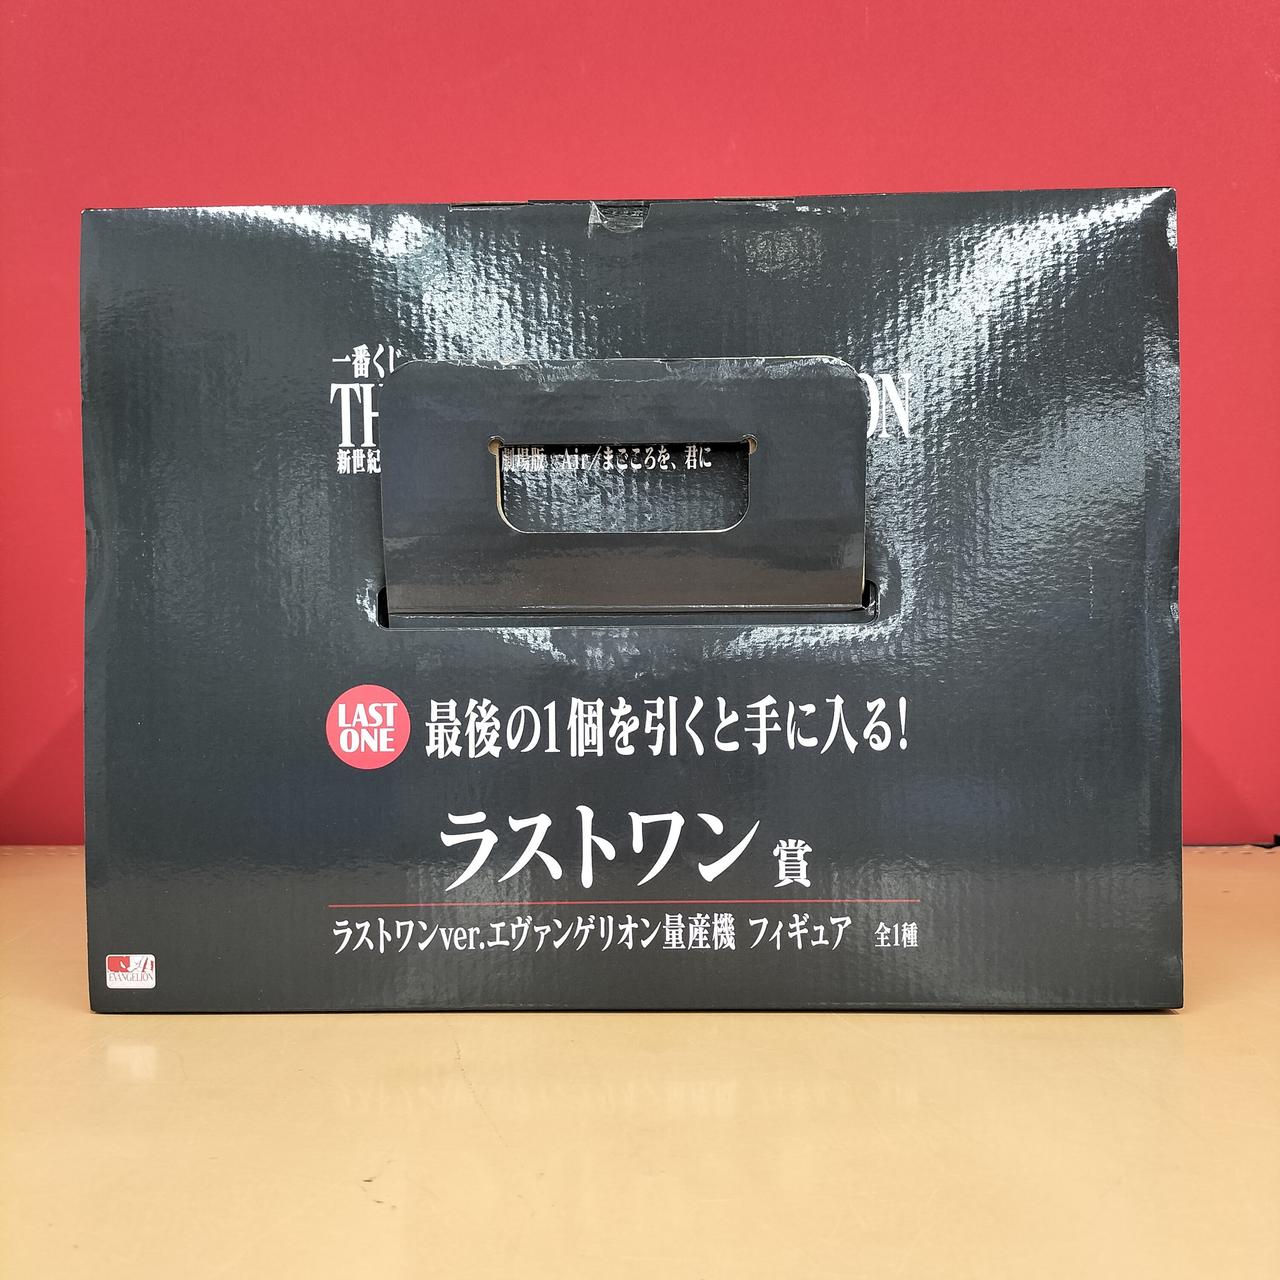 一番くじ
TH ON
新世紀
劇場版 Air/まごころを、君に
LAST ONE
最後の1個を引くと手に入る!
ラストワン賞
ラストワンver.エヴァンゲリオン量産機 フィギュア 全1種
EVANGELION